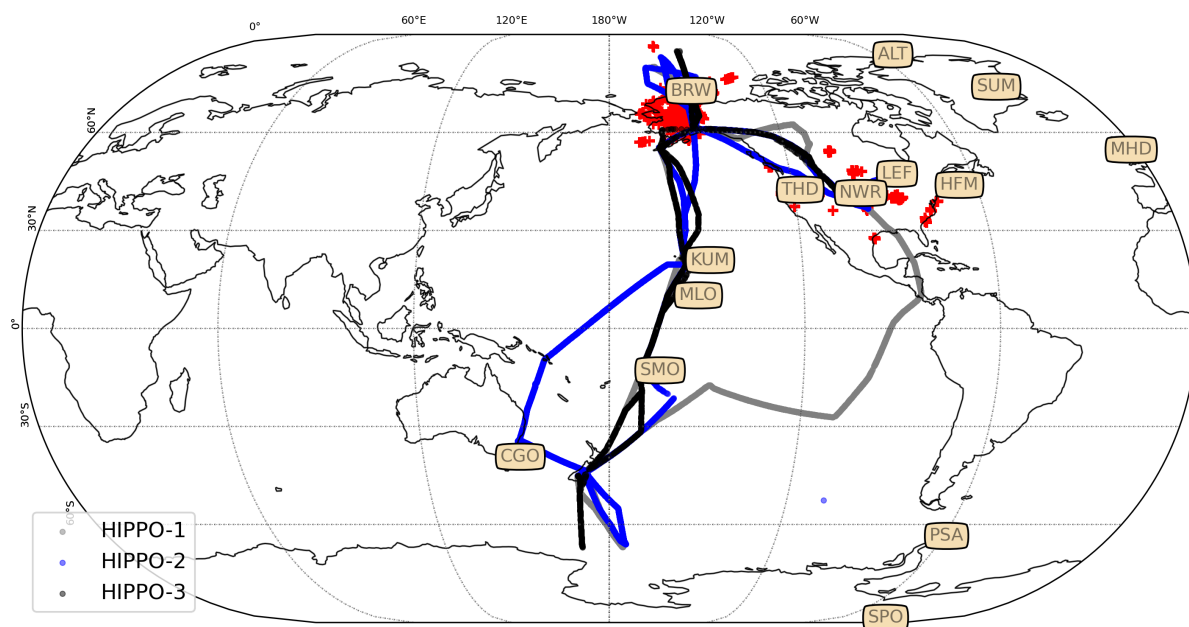 0° 60°E 120°E 180°W 120°W 60°W
ALT
SUM
BRW
60°N
MHD
LEF
HFM
THD
NWR
30°N
KUM
MLO
0°
SMO
30°S
CGO
60°S
HIPPO-1
PSA
HIPPO-2
HIPPO-3
SPO